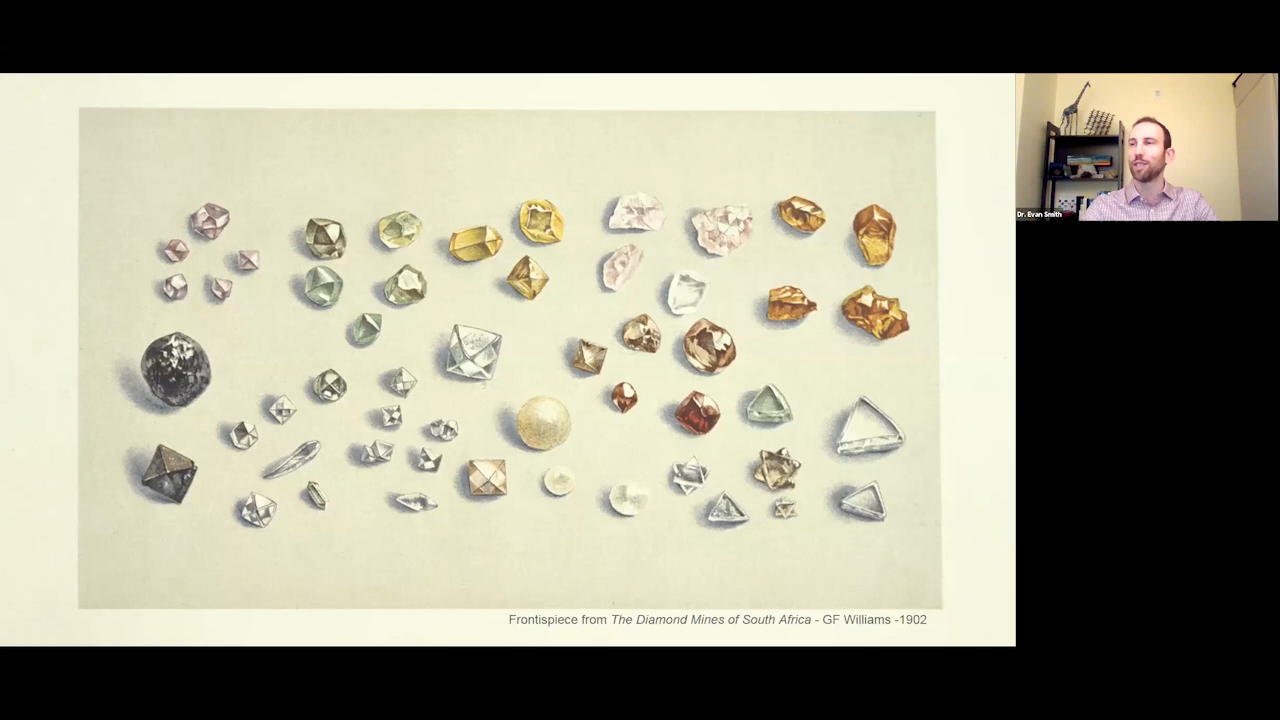 Dr. Evan Smith
Frontispiece from The Diamond Mines of South Africa - GF Williams -1902